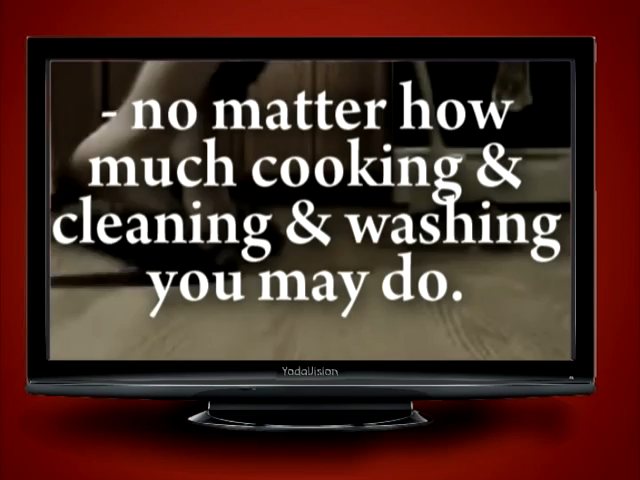 - no matter how
much cooking &
cleaning & washing
you may do.
YadaVision